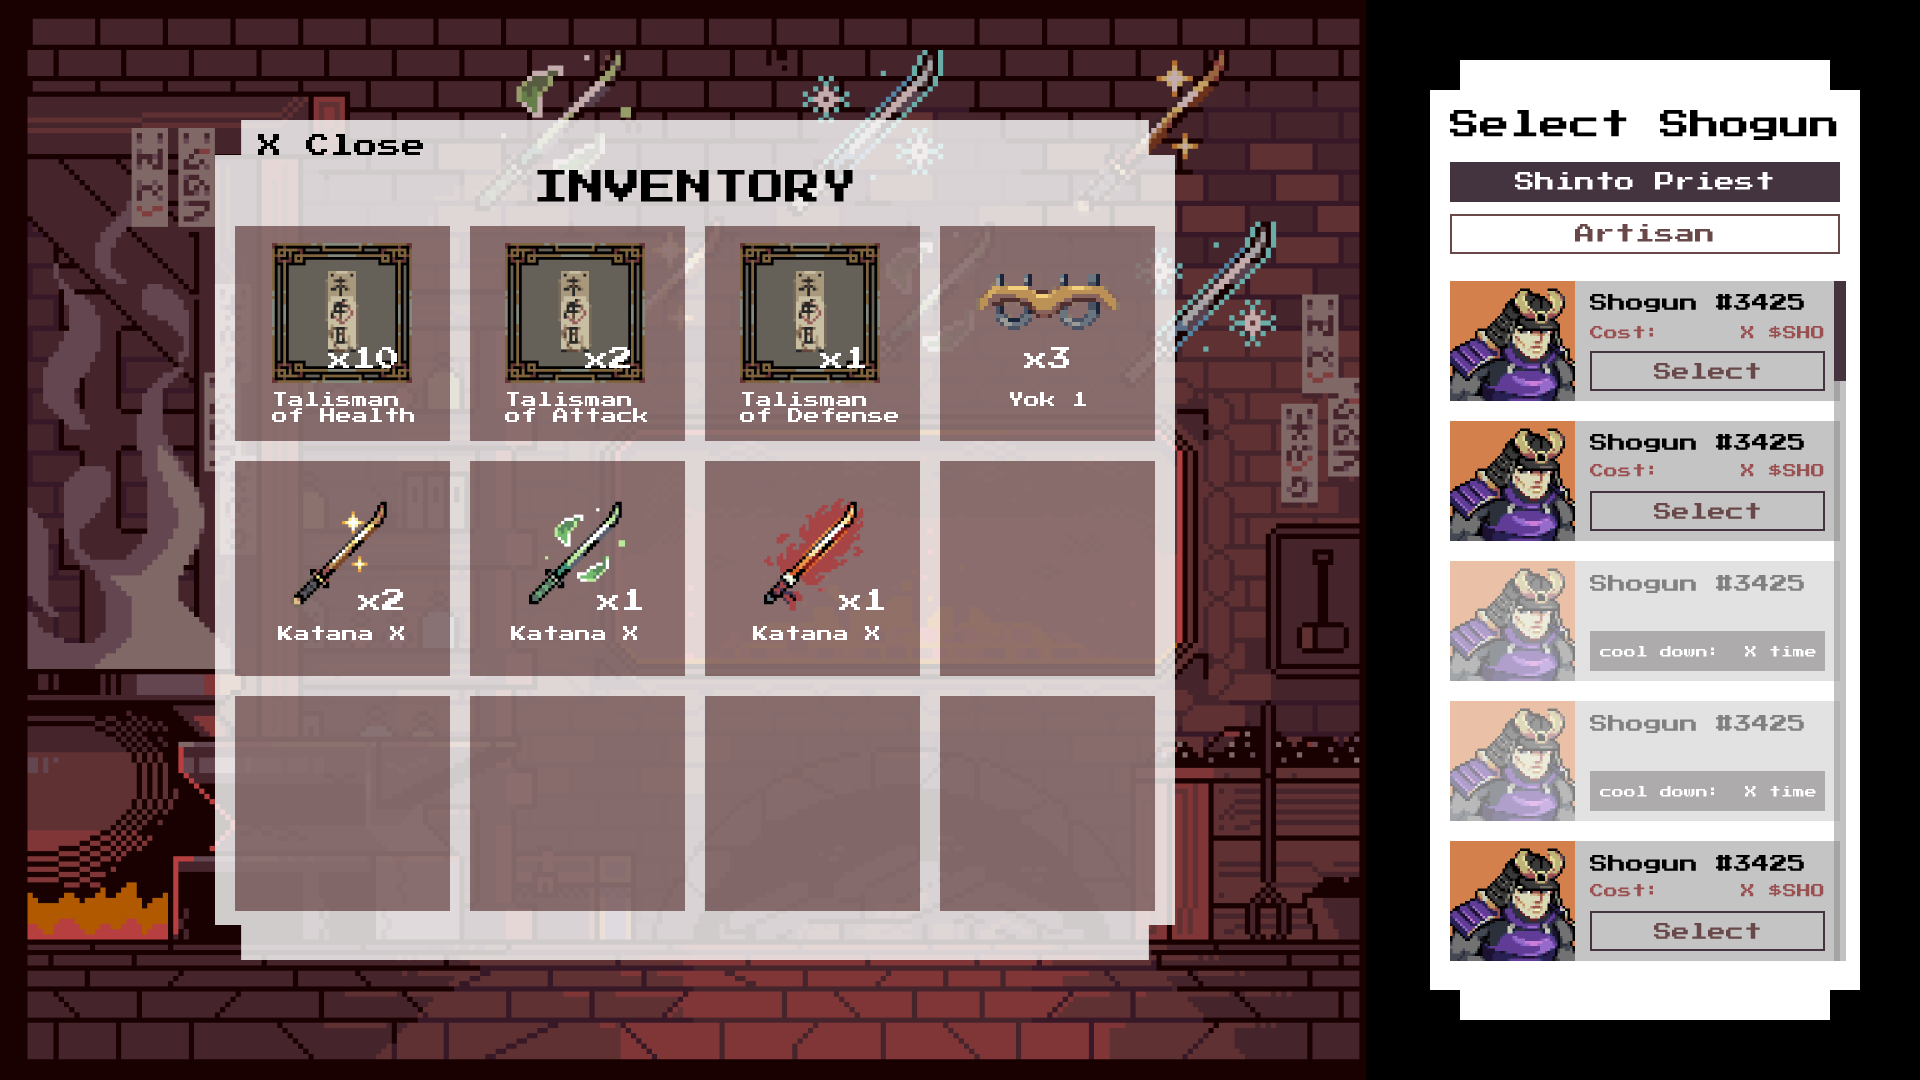 X Close
INVENTORY
x10
Talisman
of Health
x2
Talisman
of Attack
x1
Talisman
of Defense
x3
Yok 1
x2
Katana X
x1
Katana X
x1
Katana X
Select Shogun
Shinto Priest
Artisan
Shogun #3425
Cost: X $SHO
Select
Shogun #3425
Cost: X $SHO
Select
Shogun #3425
cool down: X time
Shogun #3425
cool down: X time
Shogun #3425
Cost: X $SHO
Select